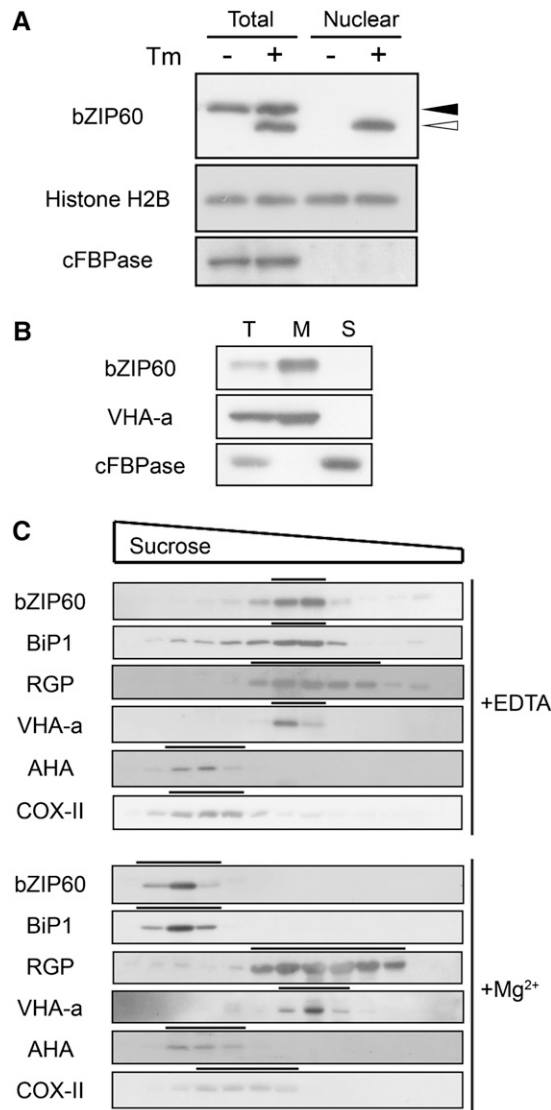 A
Total Nuclear
Tm - + - +
bZIP60
Histone H2B
cFBPase
B
T M S
bZIP60
VHA-a
cFBPase
C
Sucrose
bZIP60
BiP1
RGP
VHA-a
AHA
COX-II
+EDTA
bZIP60
BiP1
RGP
VHA-a
AHA
COX-II
+Mg²⁺